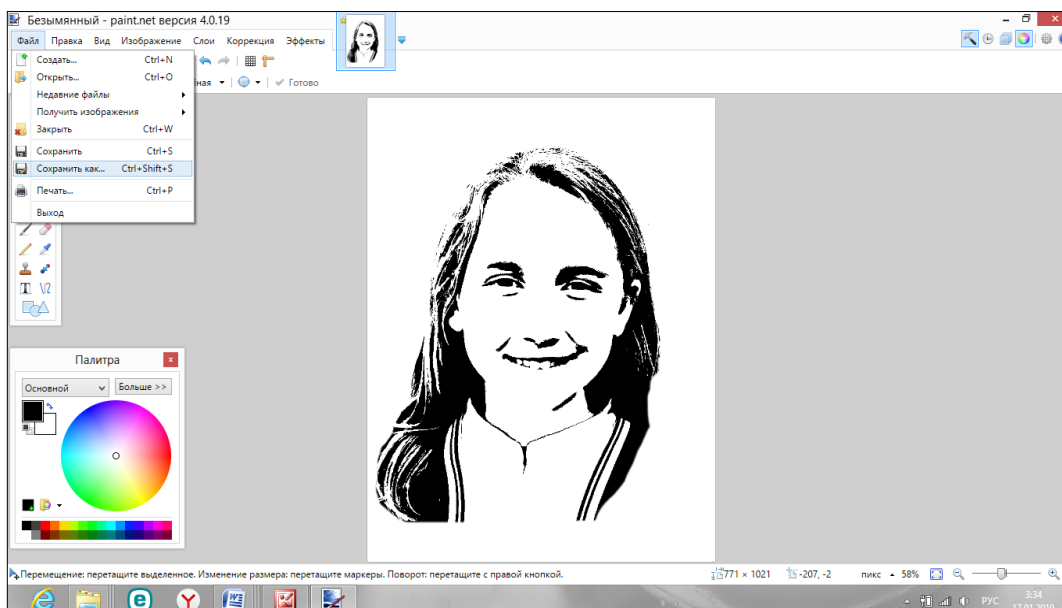 Безымянный - paint.net версия 4.0.19
Файл Правка Вид Изображение Слои Коррекция Эффекты
Создать... Ctrl+N
Открыть... Ctrl+O
Готово
Недавние файлы
Получить изображения
Закрыть Ctrl+W
Сохранить Ctrl+S
Сохранить как... Ctrl+Shift+S
Печать... Ctrl+P
Выход
Палитра
Основной Больше >>
Перемещение: перетащите выделенное. Изменение размера: перетащите маркеры. Поворот: перетащите с правой кнопкой. 771 × 1021 -207, -2 пикс 58%
РУС 3:34
17.01.2019